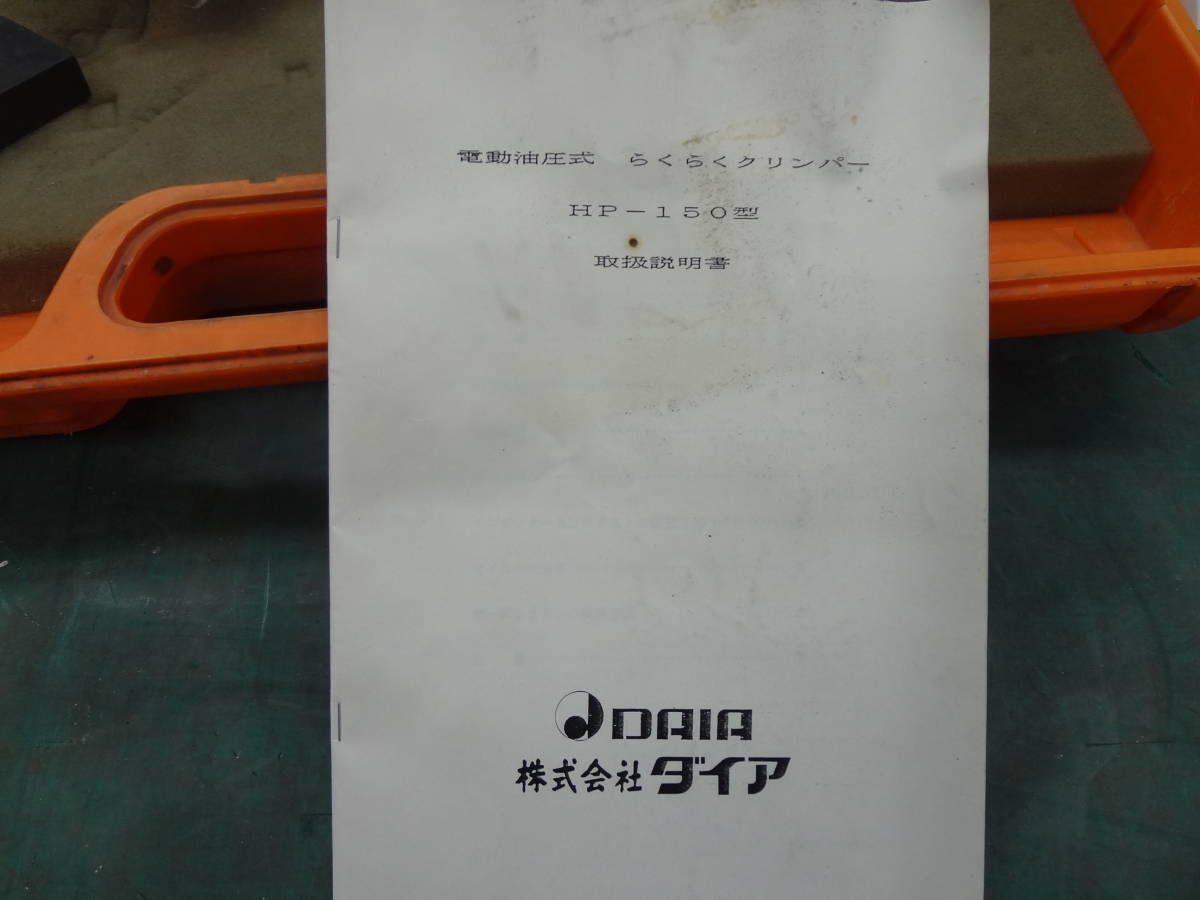 電動油圧式　らくらくクリンパー
ＨＰ－１５０型
取扱説明書
DAIA
株式会社ダイア